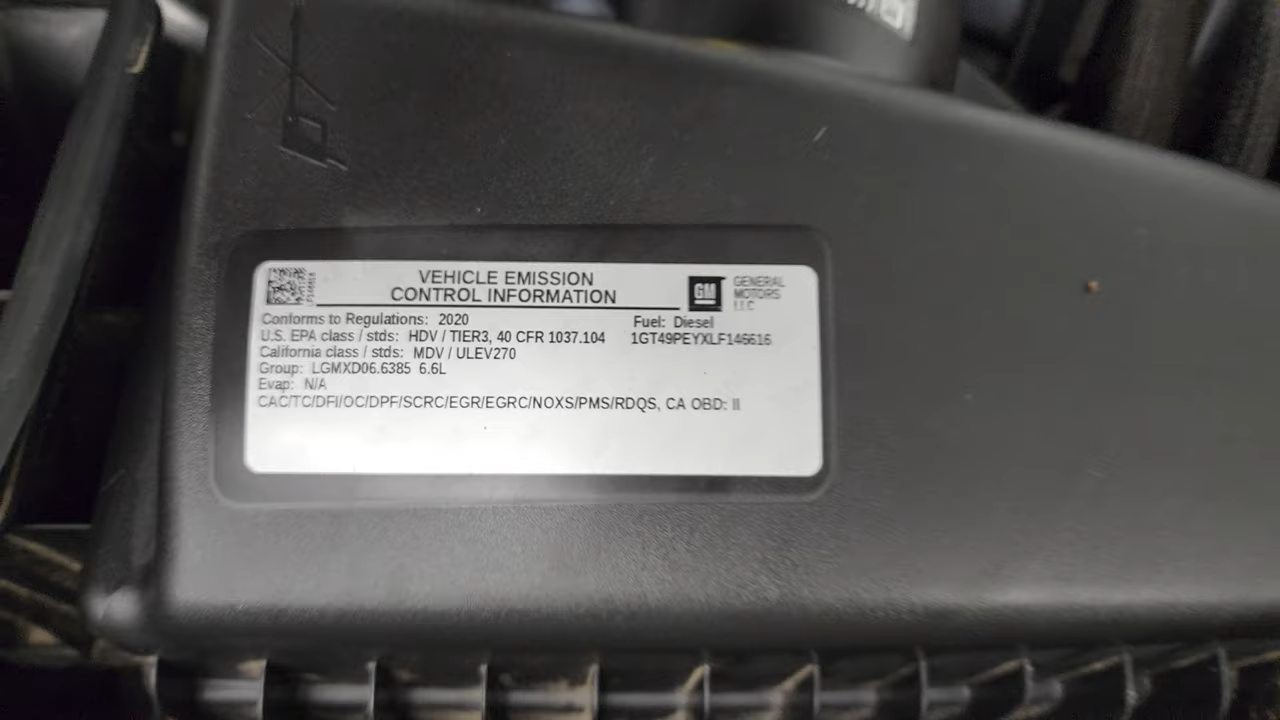 VEHICLE EMISSION
CONTROL INFORMATION
GM
GENERAL
MOTORS
LLC
Conforms to Regulations: 2020
Fuel: Diesel
U.S. EPA class / stds: HDV / TIER3, 40 CFR 1037.104
1GT49PEYXLF146616
California class / stds: MDV / ULEV270
Group: LGMXD06.6385 6.6L
Evap: N/A
CAC/TC/DFI/OC/DPF/SCRC/EGR/EGRC/NOXS/PMS/RDQS, CA OBD: II